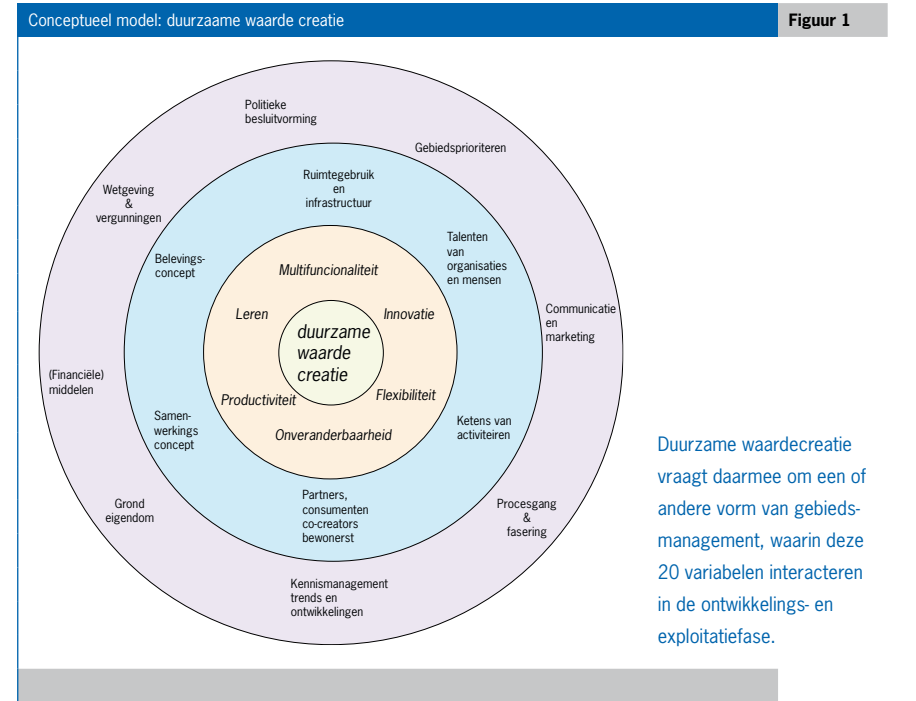 Conceptueel model: duurzaame waarde creatie
Figuur 1
Politieke
besluitvorming
Gebiedsprioriteren
Wetgeving
&
vergunningen
Ruimtegebruik
en
infrastructuur
Talenten
van
organisaties
en mensen
Belevings-
concept
Multifuncionaliteit
Leren
Innovatie
Communicatie
en
marketing
duurzame
waarde
creatie
(Financiële)
middelen
Productiviteit
Flexibiliteit
Onveranderbaarheid
Samen-
werkings
concept
Ketens van
activiteiren
Grond
eigendom
Partners,
consumenten
co-creators
bewonerst
Procesgang
&
fasering
Kennismanagement
trends en
ontwikkelingen
Duurzame waardecreatie
vraagt daarmee om een of
andere vorm van gebieds-
management, waarin deze
20 variabelen interacteren
in de ontwikkelings- en
exploitatiefase.